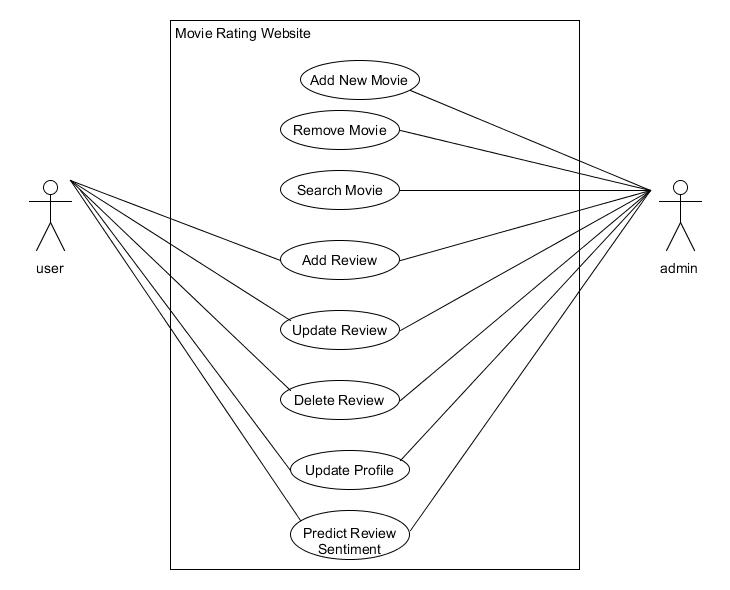 Movie Rating Website
Add New Movie
Remove Movie
Search Movie
Add Review
user
admin
Update Review
Delete Review
Update Profile
Predict Review
Sentiment